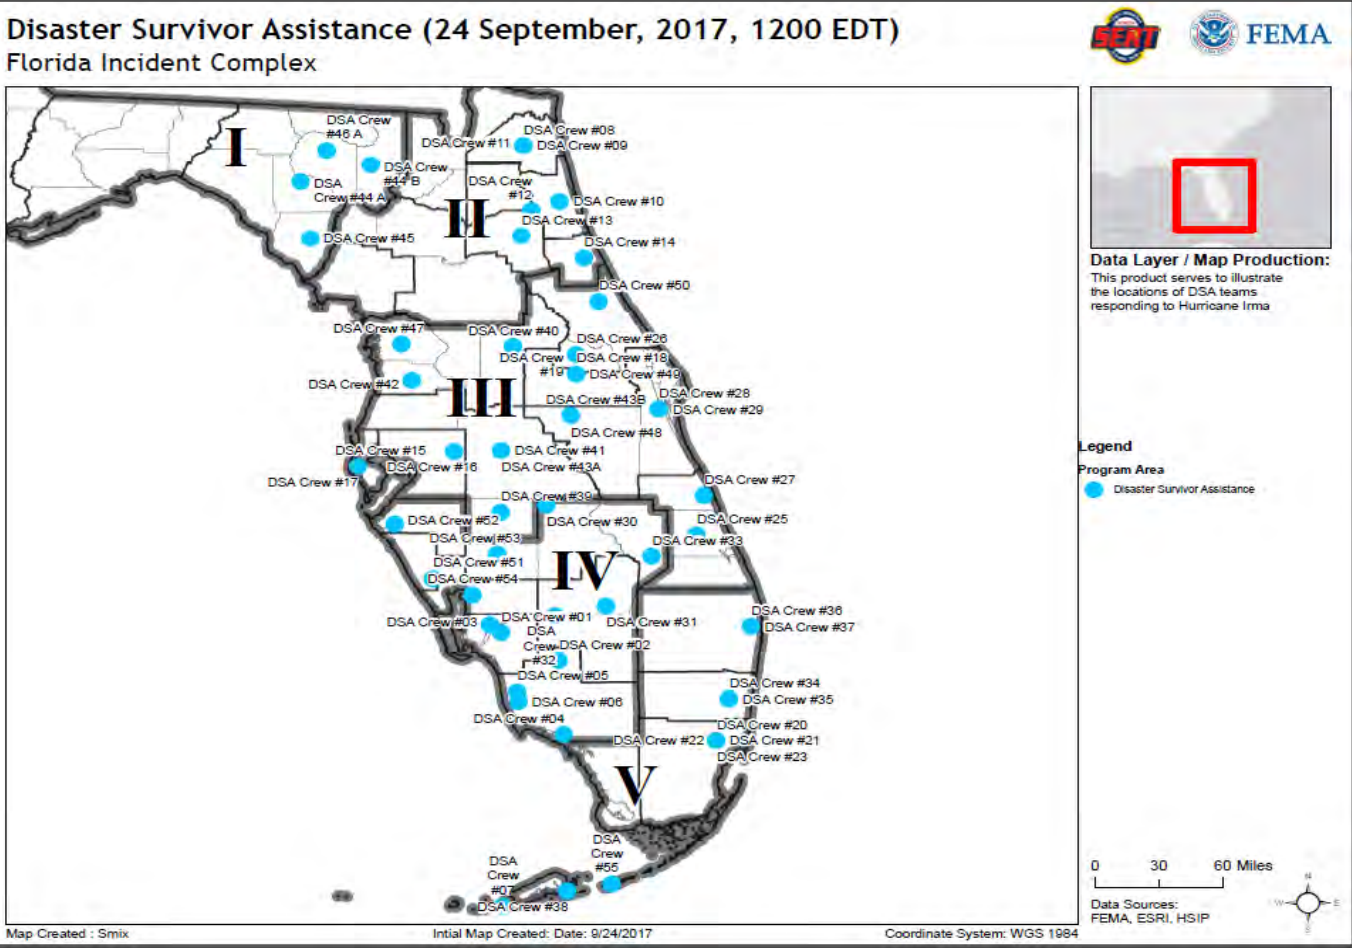 Disaster Survivor Assistance (24 September, 2017, 1200 EDT)
Florida Incident Complex
SERT
FEMA
DSA Crew
#46 A
I
DSA Crew
#44 B
DSA
Crew #44 A
DSA Crew #45
DSA Crew #08
DSA Crew #11
DSA Crew #09
DSA Crew
#12
DSA Crew #10
II
DSA Crew #13
DSA Crew #14
DSA Crew #50
DSA Crew #47
DSA Crew #40
DSA Crew #26
DSA Crew
#19
DSA Crew #18
DSA Crew #49
DSA Crew #42
III
DSA Crew #43B
DSA Crew #28
DSA Crew #29
DSA Crew #48
DSA Crew #15
DSA Crew #16
DSA Crew #17
DSA Crew #41
DSA Crew #43A
DSA Crew #27
DSA Crew #39
DSA Crew #52
DSA Crew #30
DSA Crew #25
DSA Crew #53
DSA Crew #33
DSA Crew #51
IV
DSA Crew #54
DSA Crew #03
DSA Crew #01
DSA Crew #31
DSA Crew #36
DSA Crew #37
DSA
Crew
#32
DSA Crew #02
DSA Crew #05
DSA Crew #06
DSA Crew #34
DSA Crew #35
DSA Crew #04
DSA Crew #20
DSA Crew #22
DSA Crew #21
DSA Crew #23
V
DSA
Crew
#55
DSA
Crew
#07
DSA Crew #38
Data Layer / Map Production:
This product serves to illustrate
the locations of DSA teams
responding to Hurricane Irma
Legend
Program Area
Disaster Survivor Assistance
0 30 60 Miles
N
W E
Data Sources:
FEMA, ESRI, HSIP
Map Created : Smix
Intial Map Created: Date: 9/24/2017
Coordinate System: WGS 1984